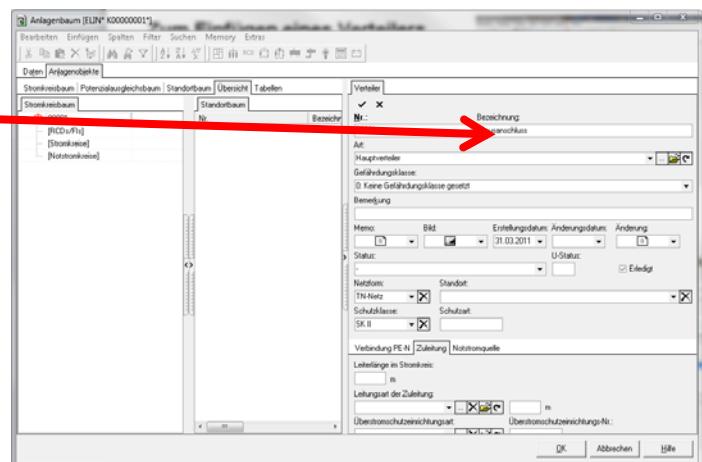 Anlagenbaum [ELIN* K00000001*]
Bearbeiten Einfügen Spalten Filter Suchen Memory Extras
Daten Anlagenobjekte
Stromkreisbaum Potenzialausgleichsbaum Standortbaum Übersicht Tabellen
Stromkreisbaum
[RCDs/FIs]
[Stromkreise]
[Notstromkreise]
Standortbaum
Nr. Bezeichn
Verteiler
Nr.: Bezeichnung:
Art:
Hauptverteiler
Gefährdungsklasse:
0: Keine Gefährdungsklasse gesetzt
Bemerkung
Memo: Bild: Erstellungsdatum: Änderungsdatum: Änderung:
31.03.2011
Status: U-Status:
- Erledigt
Netzform: Standort:
TN-Netz
Schutzklasse: Schutzart:
SK II
Verbindung PE-N Zuleitung Notstromquelle
Leiterlänge im Stromkreis:
m
Leitungsart der Zuleitung:
m
Überstromschutzeinrichtungsart: Überstromschutzeinrichtungs-Nr.:
OK Abbrechen Hilfe